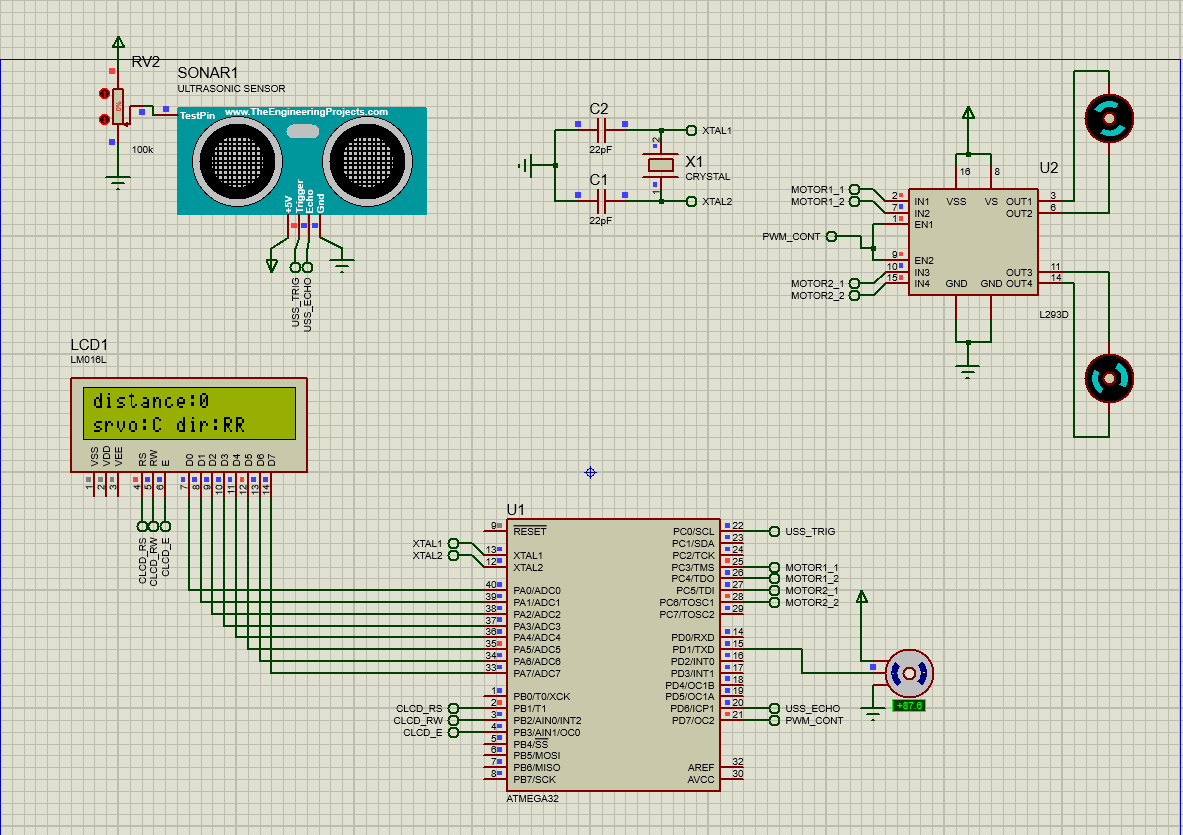 RV2
0%
100k
SONAR1
ULTRASONIC SENSOR
www.TheEngineeringProjects.com
TestPin
+5V
Trigger
Echo
Gnd
USS_TRIG
USS_ECHO
C2
22pF
C1
22pF
X1
CRYSTAL
2
1
XTAL1
XTAL2
U2
L293D
16 8
VSS VS
MOTOR1_1 2 IN1 OUT1 3
MOTOR1_2 7 IN2 OUT2 6
1 EN1
PWM_CONT
9 EN2
10 IN3 OUT3 11
MOTOR2_1 15 IN4 GND GND OUT4 14
MOTOR2_2
LCD1
LM016L
distance:0
srvo:C dir:RR
VSS VDD VEE RS RW E D0 D1 D2 D3 D4 D5 D6 D7
1 2 3 4 5 6 7 8 9 10 11 12 13 14
CLCD_RS
CLCD_RW
CLCD_E
U1
9 RESET PC0/SCL 22 USS_TRIG
PC1/SDA 23
XTAL1 13 XTAL1 PC2/TCK 24
XTAL2 12 XTAL2 PC3/TMS 25 MOTOR1_1
PC4/TDO 26 MOTOR1_2
40 PA0/ADC0 PC5/TDI 27 MOTOR2_1
39 PA1/ADC1 PC6/TOSC1 28 MOTOR2_2
38 PA2/ADC2 PC7/TOSC2 29
37 PA3/ADC3
36 PA4/ADC4 PD0/RXD 14
35 PA5/ADC5 PD1/TXD 15
34 PA6/ADC6 PD2/INT0 16
33 PA7/ADC7 PD3/INT1 17
PD4/OC1B 18
1 PB0/T0/XCK PD5/OC1A 19
CLCD_RS 2 PB1/T1 PD6/ICP1 20 USS_ECHO
CLCD_RW 3 PB2/AIN0/INT2 PD7/OC2 21 PWM_CONT
CLCD_E 4 PB3/AIN1/OC0
5 PB4/SS
6 PB5/MOSI
7 PB6/MISO AREF 32
8 PB7/SCK AVCC 30
ATMEGA32
+87.6